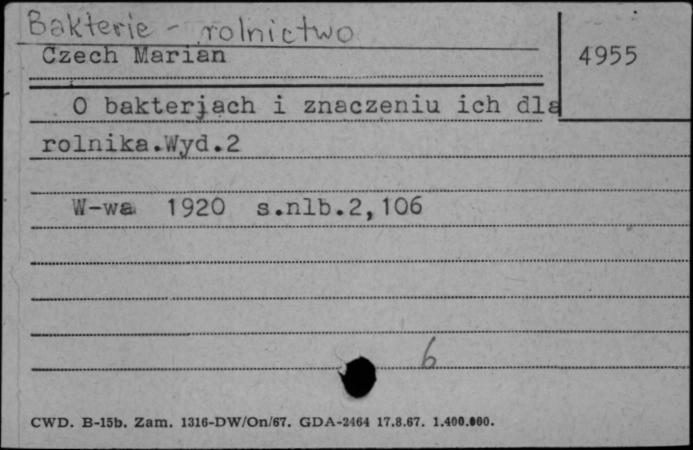 Bakterie - rolnictwo
Czech Marian
4955
O bakterjach i znaczeniu ich dla
rolnika.Wyd.2
W-wa 1920 s.nlb.2,106
6
CWD. B-15b. Zam. 1316-DW/On/67. GDA-2464 17.8.67. 1.400.000.